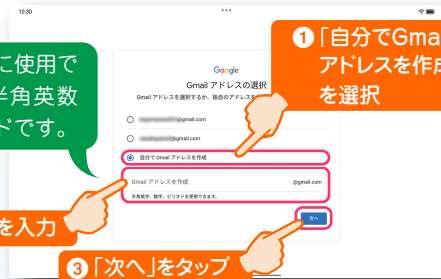 10:30
に使用で
半角英数
ドです。
❶「自分でGmai
アドレスを作成
を選択
Google
Gmail アドレスの選択
Gmail アドレスを選択するか、独自のアドレスを
@gmail.com
@gmail.com
自分で Gmail アドレスを作成
Gmail アドレスを作成
@gmail.com
半角英字、数字、ピリオドを使用できます。
を入力
次へ
❸「次へ」をタップ